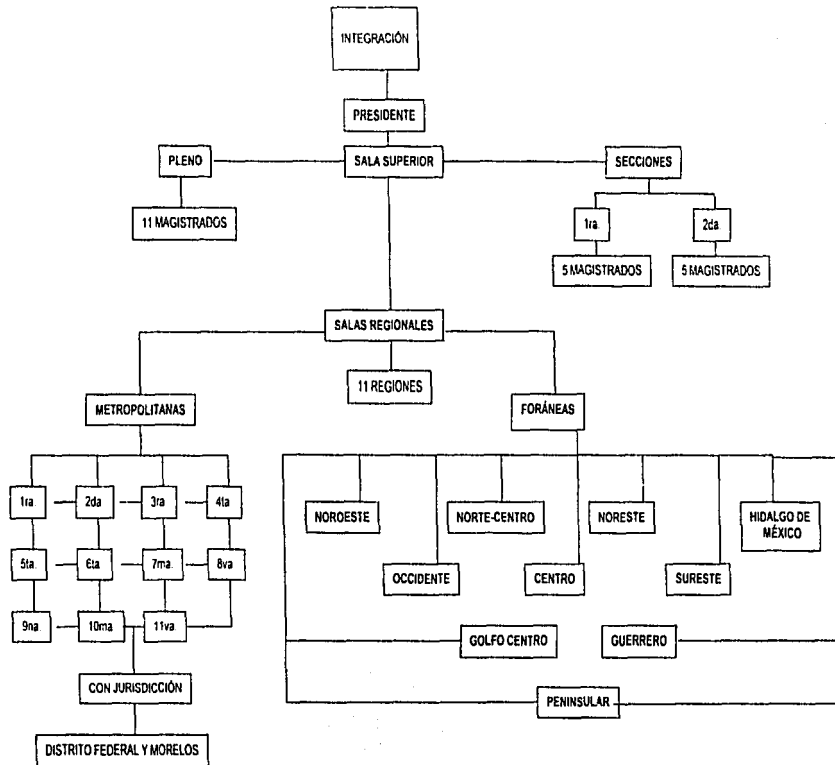 INTEGRACIÓN
PRESIDENTE
PLENO
SALA SUPERIOR
SECCIONES
11 MAGISTRADOS
1ra.
2da.
5 MAGISTRADOS
5 MAGISTRADOS
SALAS REGIONALES
11 REGIONES
METROPOLITANAS
FORÁNEAS
1ra.
2da
3ra
4ta
NOROESTE
NORTE-CENTRO
NORESTE
HIDALGO DE
MÉXICO
5ta.
6ta
7ma.
8va
OCCIDENTE
CENTRO
SURESTE
9na.
10ma
11va.
GOLFO CENTRO
GUERRERO
CON JURISDICCIÓN
PENINSULAR
DISTRITO FEDERAL Y MORELOS